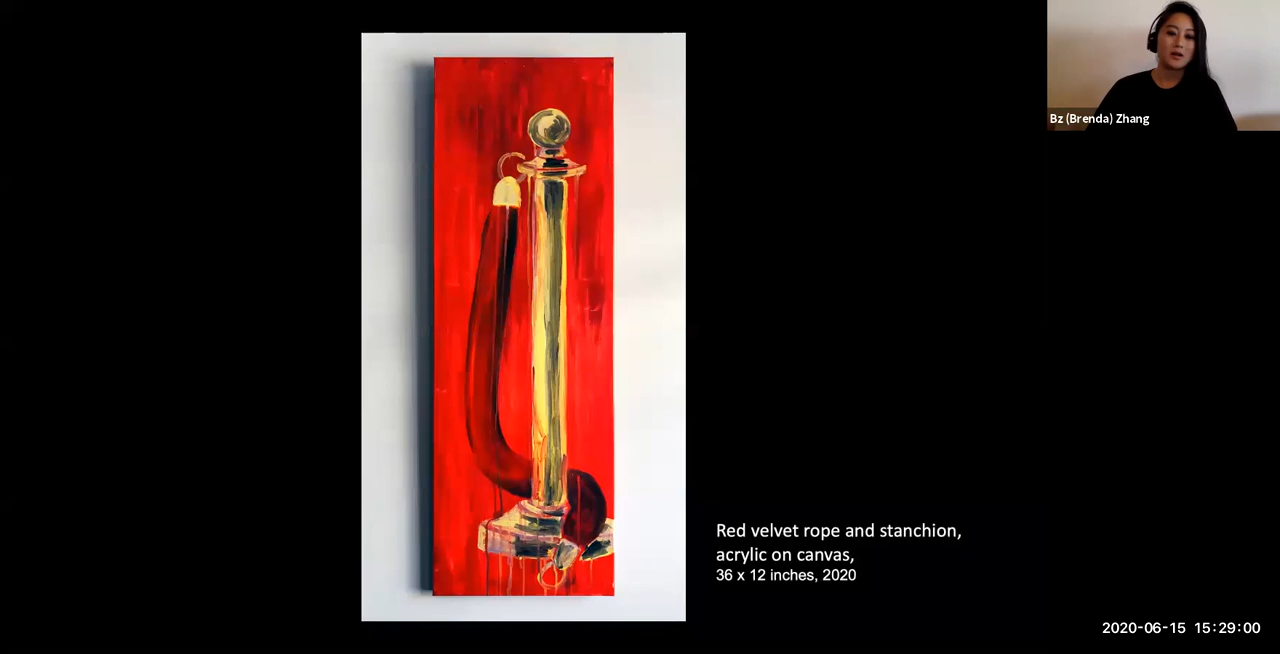 Bz (Brenda) Zhang
Red velvet rope and stanchion,
acrylic on canvas,
36 x 12 inches, 2020
2020-06-15 15:29:00